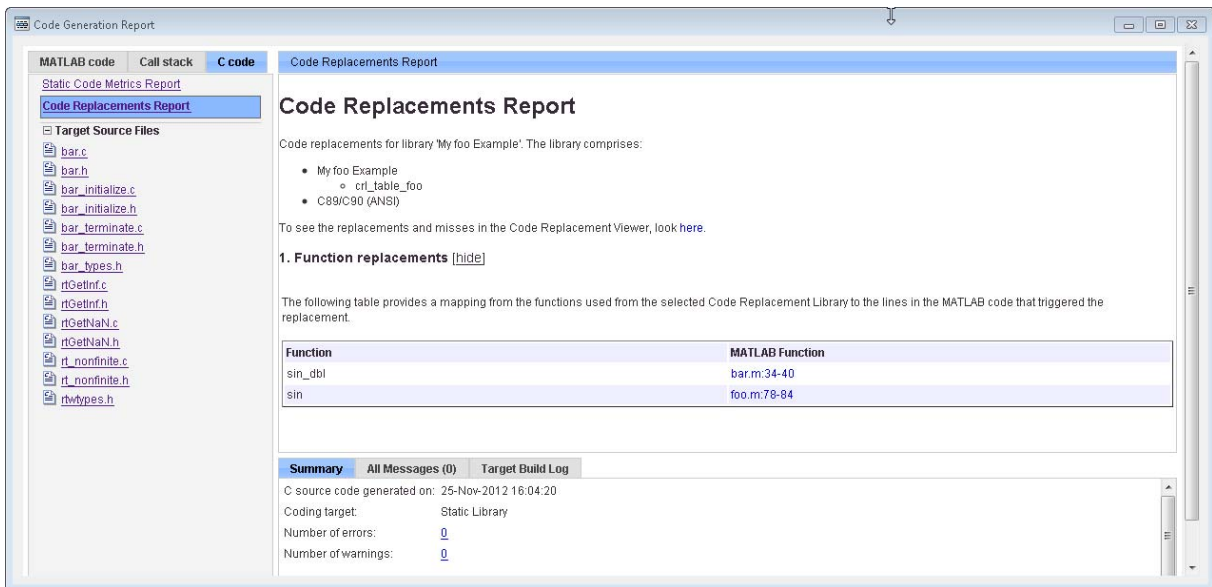 Code Generation Report
MATLAB code Call stack C code
Static Code Metrics Report
Code Replacements Report
Target Source Files
bar.c
bar.h
bar_initialize.c
bar_initialize.h
bar_terminate.c
bar_terminate.h
bar_types.h
rtGetInf.c
rtGetInf.h
rtGetNaN.c
rtGetNaN.h
rt_nonfinite.c
rt_nonfinite.h
rtwtypes.h
Code Replacements Report
Code Replacements Report
Code replacements for library 'My foo Example'. The library comprises:
• My foo Example
crl_table_foo
• C89/C90 (ANSI)
To see the replacements and misses in the Code Replacement Viewer, look here.
1. Function replacements [hide]
The following table provides a mapping from the functions used from the selected Code Replacement Library to the lines in the MATLAB code that triggered the
replacement.
Function MATLAB Function
sin_dbl bar.m:34-40
sin foo.m:78-84
Summary All Messages (0) Target Build Log
C source code generated on: 25-Nov-2012 16:04:20
Coding target: Static Library
Number of errors: 0
Number of warnings: 0